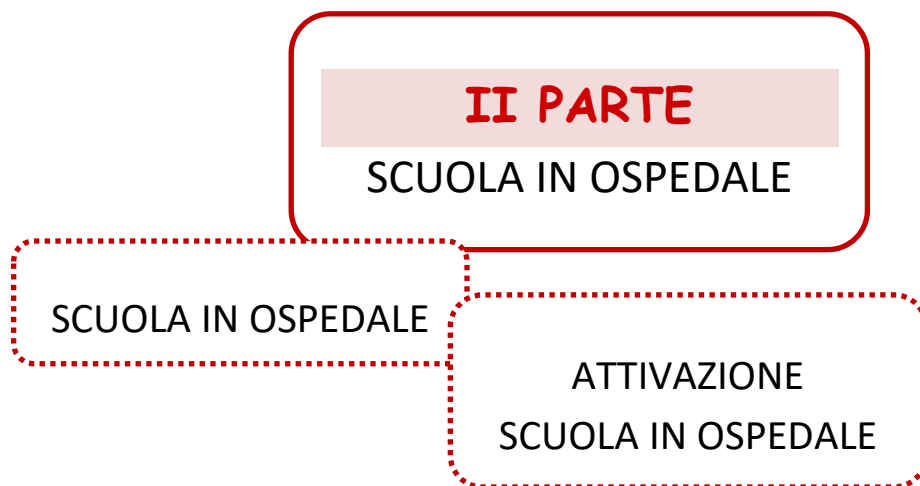 II PARTE
SCUOLA IN OSPEDALE
SCUOLA IN OSPEDALE
ATTIVAZIONE
SCUOLA IN OSPEDALE